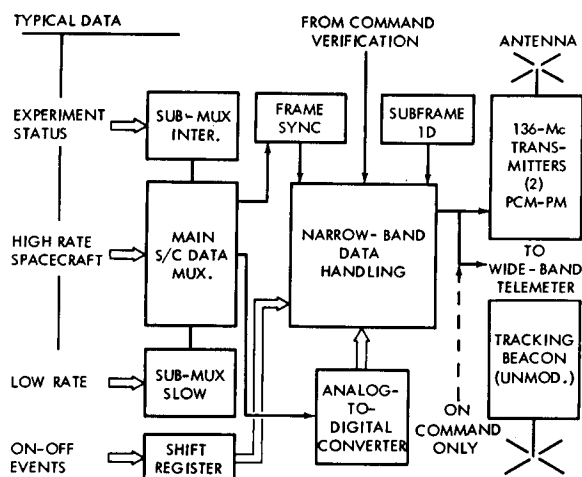 TYPICAL DATA
FROM COMMAND
VERIFICATION
ANTENNA
EXPERIMENT
STATUS
SUB-MUX
INTER.
FRAME
SYNC
SUBFRAME
1D
136-Mc
TRANS-
MITTERS
(2)
PCM-PM
HIGH RATE
SPACECRAFT
MAIN
S/C DATA
MUX.
NARROW-BAND
DATA
HANDLING
TO
WIDE-BAND
TELEMETER
LOW RATE
SUB-MUX
SLOW
ANALOG-
TO-
DIGITAL
CONVERTER
TRACKING
BEACON
(UNMOD.)
ON
COMMAND
ONLY
ON-OFF
EVENTS
SHIFT
REGISTER